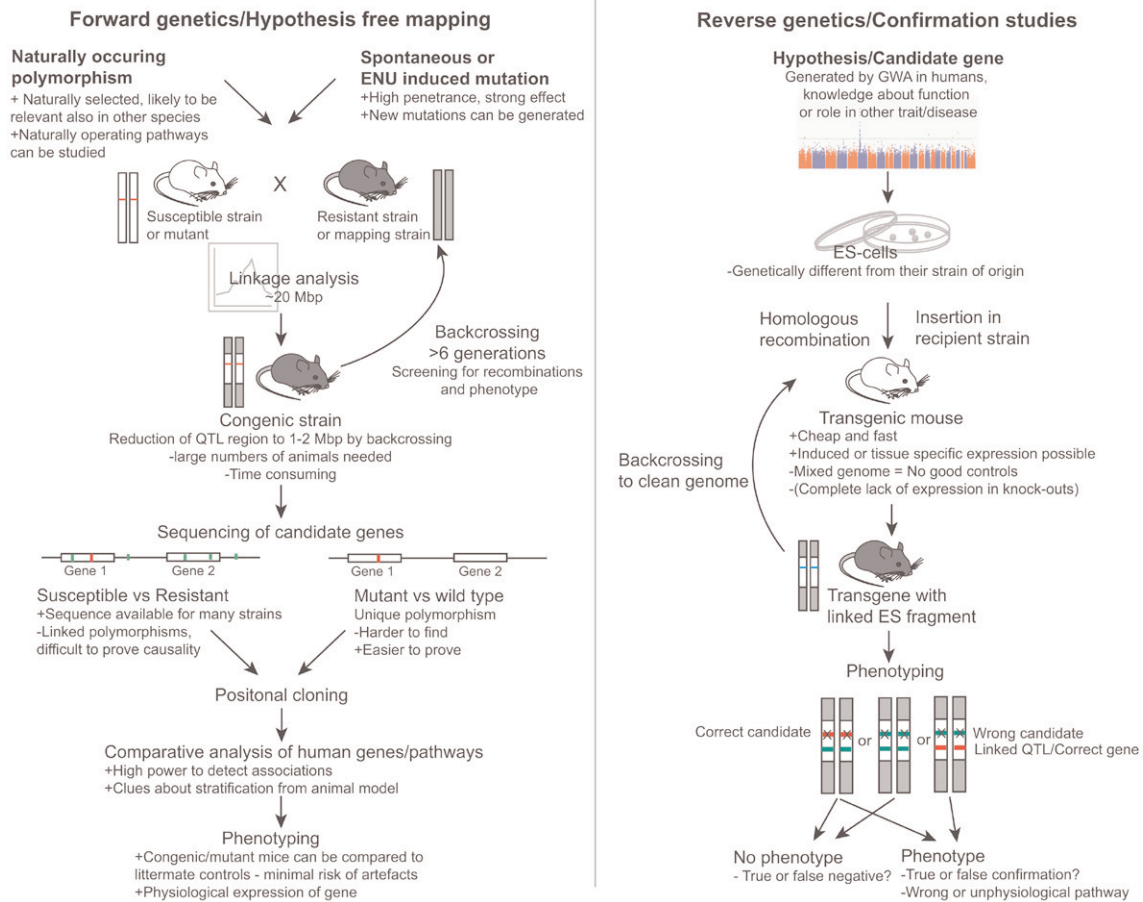 Forward genetics/Hypothesis free mapping
Naturally occuring
polymorphism
+ Naturally selected, likely to be
relevant also in other species
+Naturally operating pathways
can be studied
Spontaneous or
ENU induced mutation
+High penetrance, strong effect
+New mutations can be generated
X
Susceptible strain
or mutant
Resistant strain
or mapping strain
Linkage analysis
~20 Mbp
Backcrossing
>6 generations
Screening for recombinations
and phenotype
Congenic strain
Reduction of QTL region to 1-2 Mbp by backcrossing
-large numbers of animals needed
-Time consuming
Sequencing of candidate genes
Gene 1
Gene 2
Gene 1
Gene 2
Susceptible vs Resistant
+Sequence available for many strains
-Linked polymorphisms,
difficult to prove causality
Mutant vs wild type
Unique polymorphism
-Harder to find
+Easier to prove
Positonal cloning
Comparative analysis of human genes/pathways
+High power to detect associations
+Clues about stratification from animal model
Phenotyping
+Congenic/mutant mice can be compared to
littermate controls - minimal risk of artefacts
+Physiological expression of gene
Reverse genetics/Confirmation studies
Hypothesis/Candidate gene
Generated by GWA in humans,
knowledge about function
or role in other trait/disease
ES-cells
-Genetically different from their strain of origin
Homologous
recombination
Insertion in
recipient strain
Transgenic mouse
+Cheap and fast
+Induced or tissue specific expression possible
-Mixed genome = No good controls
-(Complete lack of expression in knock-outs)
Backcrossing
to clean genome
Transgene with
linked ES fragment
Phenotyping
Correct candidate
or
or
Wrong candidate
Linked QTL/Correct gene
No phenotype
- True or false negative?
Phenotype
-True or false confirmation?
-Wrong or unphysiological pathway